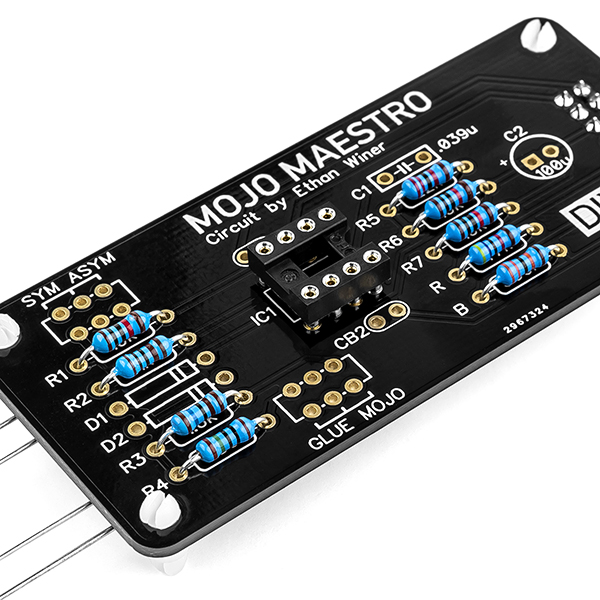 MOJO MAESTRO
Circuit by Ethan Winer
SYM ASYM
R1
R2
D1
D2
R3
R4
IC1
CB2
GLUE MOJO
C1
.039u
R5
R6
R7
R
B
C2
+
100u
2967324